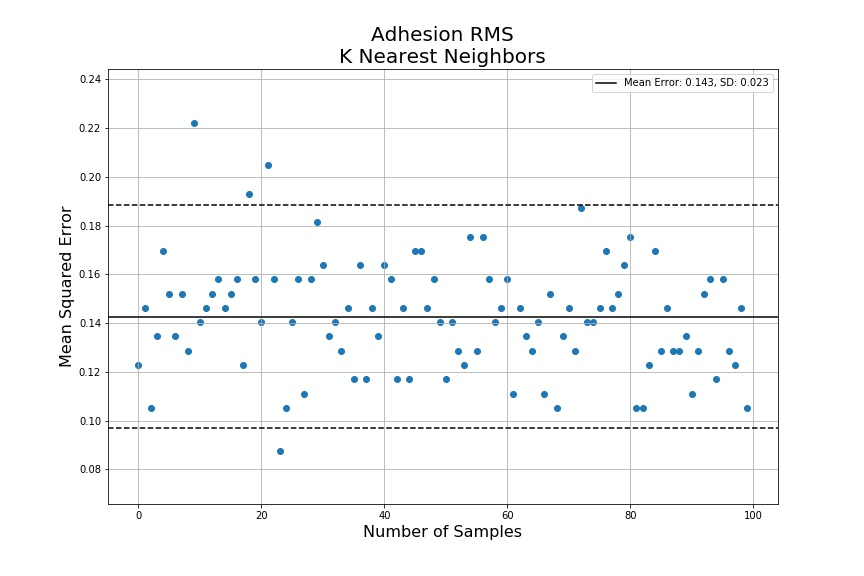 Adhesion RMS
K Nearest Neighbors
Mean Error: 0.143, SD: 0.023
Mean Squared Error
0.24
0.22
0.20
0.18
0.16
0.14
0.12
0.10
0.08
0 20 40 60 80 100
Number of Samples